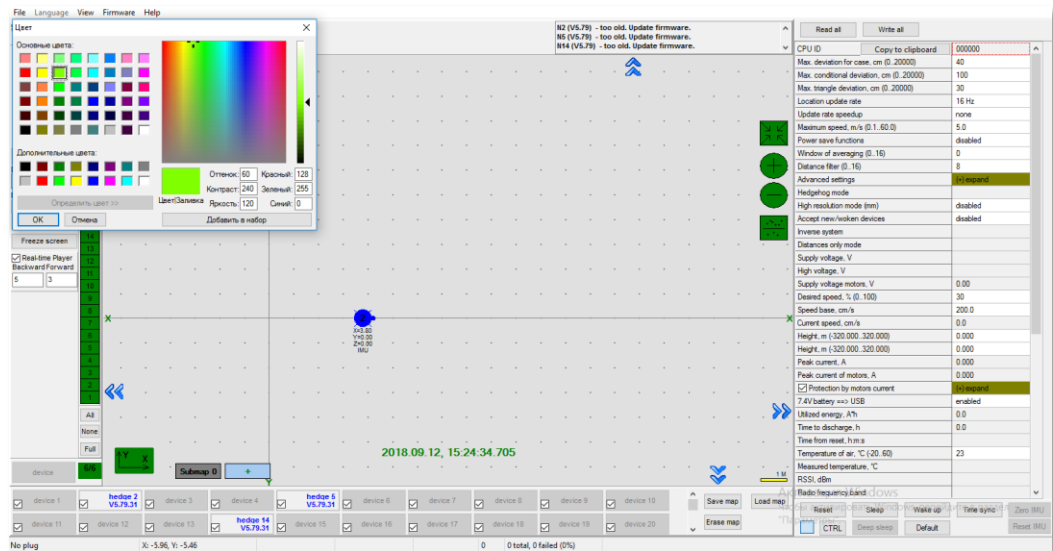 File Language View Firmware Help
Цвет
Основные цвета:
Дополнительные цвета:
Определить цвет >>
OK Отмена
Цвет|Заливка
Оттенок: 60 Красный: 128
Контраст: 240 Зеленый: 255
Яркость: 120 Синий: 0
Добавить в набор
Freeze screen
Real-time Player
Backward Forward
5 3
14
13
12
11
10
9
8
7
6
5
4
3
2
1
All
None
Full
device 6/6
N2 (V5.79) - too old. Update firmware.
N5 (V5.79) - too old. Update firmware.
N14 (V5.79) - too old. Update firmware.
X X
X=3.80
Y=0.00
Z=0.00
IMU
2018.09.12, 15:24:34.705
Y X
Submap 0 +
Y
1 M
Read all Write all
CPU ID Copy to clipboard 000000
Max. deviation for case, cm (0..20000) 40
Max. conditional deviation, cm (0..20000) 100
Max. triangle deviation, cm (0..20000) 30
Location update rate 16 Hz
Update rate speedup none
Maximum speed, m/s (0.1..60.0) 5.0
Power save functions disabled
Window of averaging (0..16) 0
Distance filter (0..16) 8
Advanced settings (+) expand
Hedgehog mode
High resolution mode (mm) disabled
Accept new/woken devices disabled
Inverse system
Distances only mode
Supply voltage, V
High voltage, V
Supply voltage motors, V 0.00
Desired speed, % (0..100) 30
Speed base, cm/s 200.0
Current speed, cm/s 0.0
Height, m (-320.000..320.000) 0.000
Height, m (-320.000..320.000) 0.000
Peak current, A 0.000
Peak current of motors, A 0.000
Protection by motors current (+) expand
7.4V battery ==> USB enabled
Utilized energy, A*h 0.0
Time to discharge, h 0.0
Time from reset, h:m:s
Temperature of air, °C (-20..60) 23
Measured temperature, °C
RSSI, dBm
Radio frequency band
Reset Sleep Wake up Time sync Zero IMU
CTRL Deep sleep Default Reset IMU
device 1 hedge 2 V5.79.31 device 3 device 4 hedge 5 V5.79.31 device 6 device 7 device 8 device 9 device 10 Save map Load map
device 11 device 12 device 13 hedge 14 V5.79.31 device 15 device 16 device 17 device 18 device 19 device 20 Erase map
No plug X: -5.96, Y: -5.46 0 0 total, 0 failed (0%)